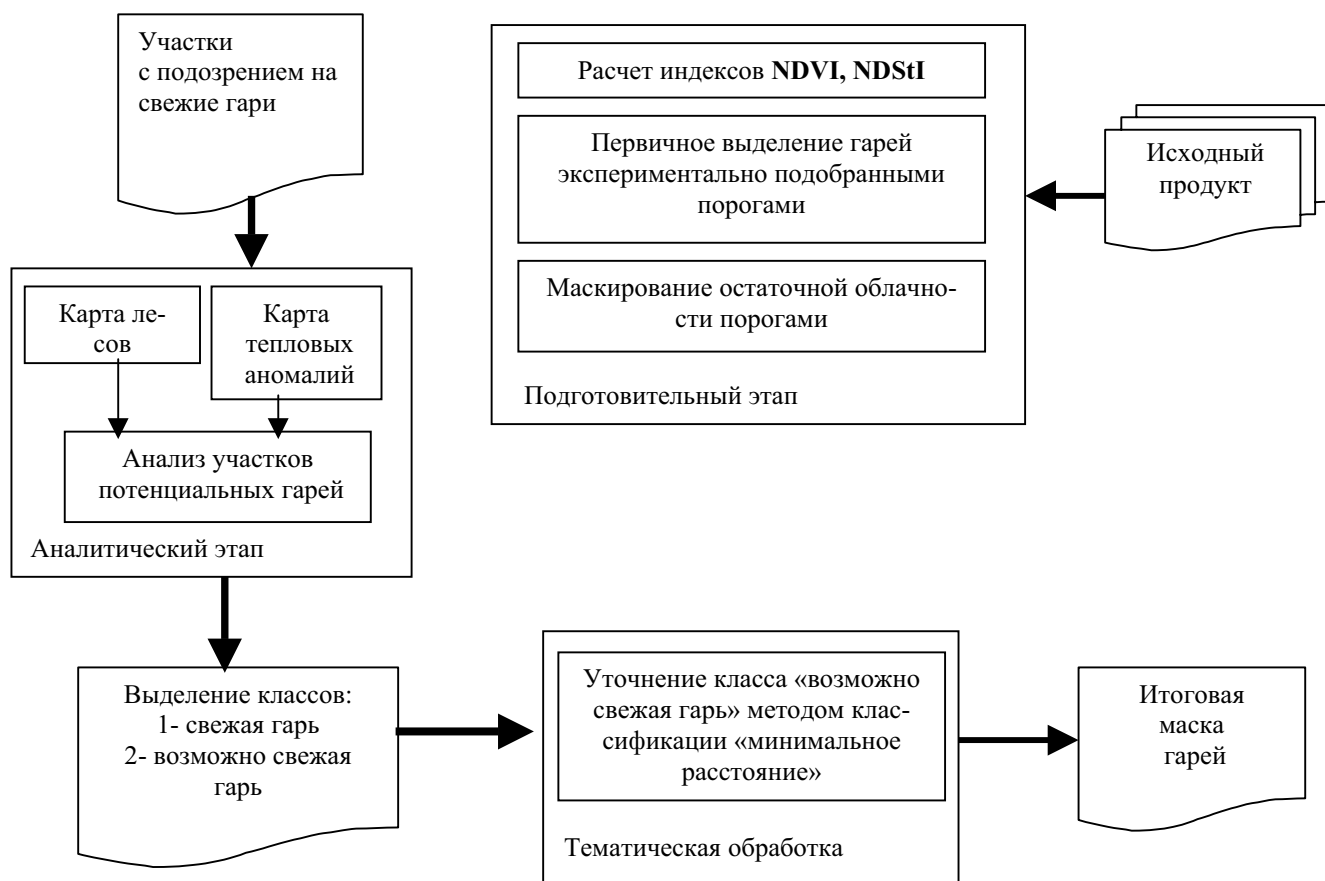 Участки
с подозрением на
свежие гари
Расчет индексов NDVI, NDStI
Первичное выделение гарей
экспериментально подобранными
порогами
Маскирование остаточной облачно-
сти порогами
Подготовительный этап
Исходный
продукт
Карта ле-
сов
Карта
тепловых
аномалий
Анализ участков
потенциальных гарей
Аналитический этап
Выделение классов:
1- свежая гарь
2- возможно свежая
гарь
Уточнение класса «возможно
свежая гарь» методом клас-
сификации «минимальное
расстояние»
Тематическая обработка
Итоговая
маска
гарей